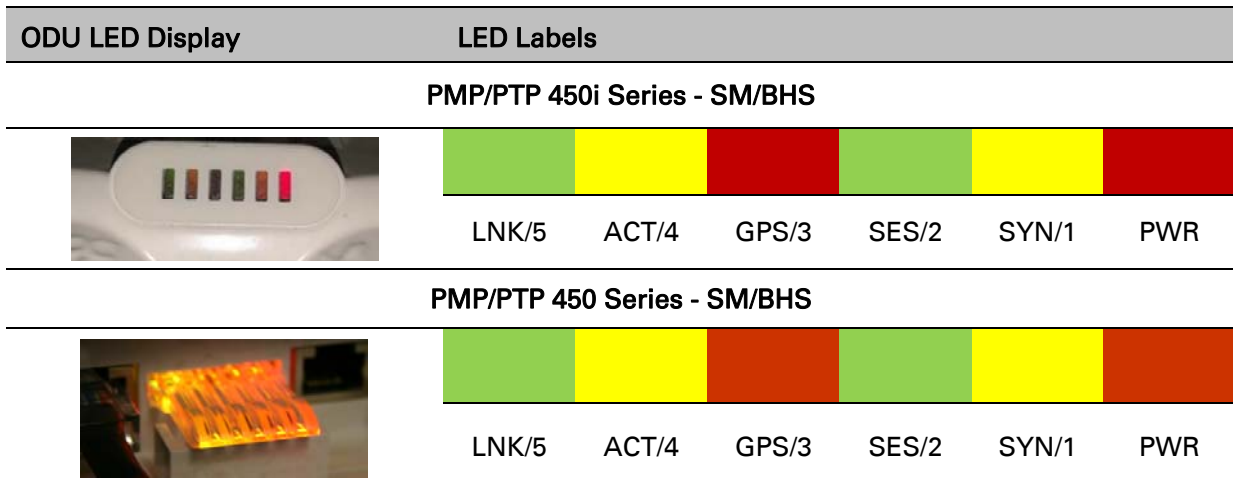 ODU LED Display LED Labels
PMP/PTP 450i Series - SM/BHS
LNK/5 ACT/4 GPS/3 SES/2 SYN/1 PWR
PMP/PTP 450 Series - SM/BHS
LNK/5 ACT/4 GPS/3 SES/2 SYN/1 PWR